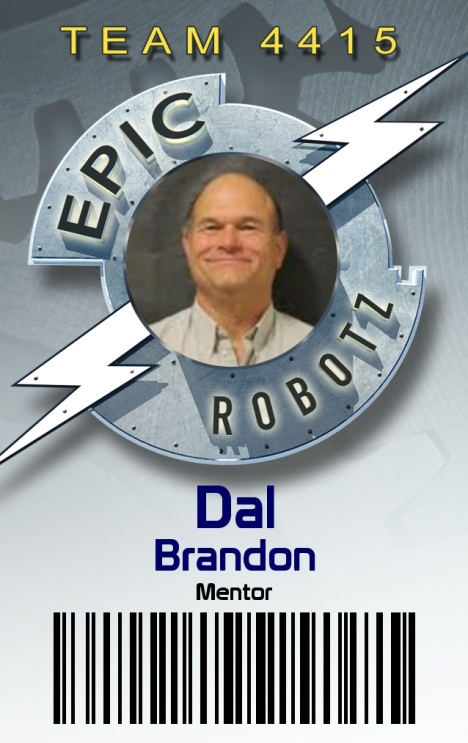 TEAM 4415
EPIC
ROBOTZ
Dal
Brandon
Mentor